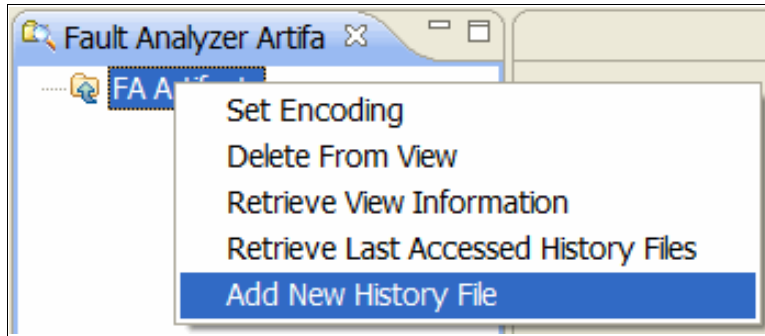 Fault Analyzer Artifa
FA
Set Encoding
Delete From View
Retrieve View Information
Retrieve Last Accessed History Files
Add New History File